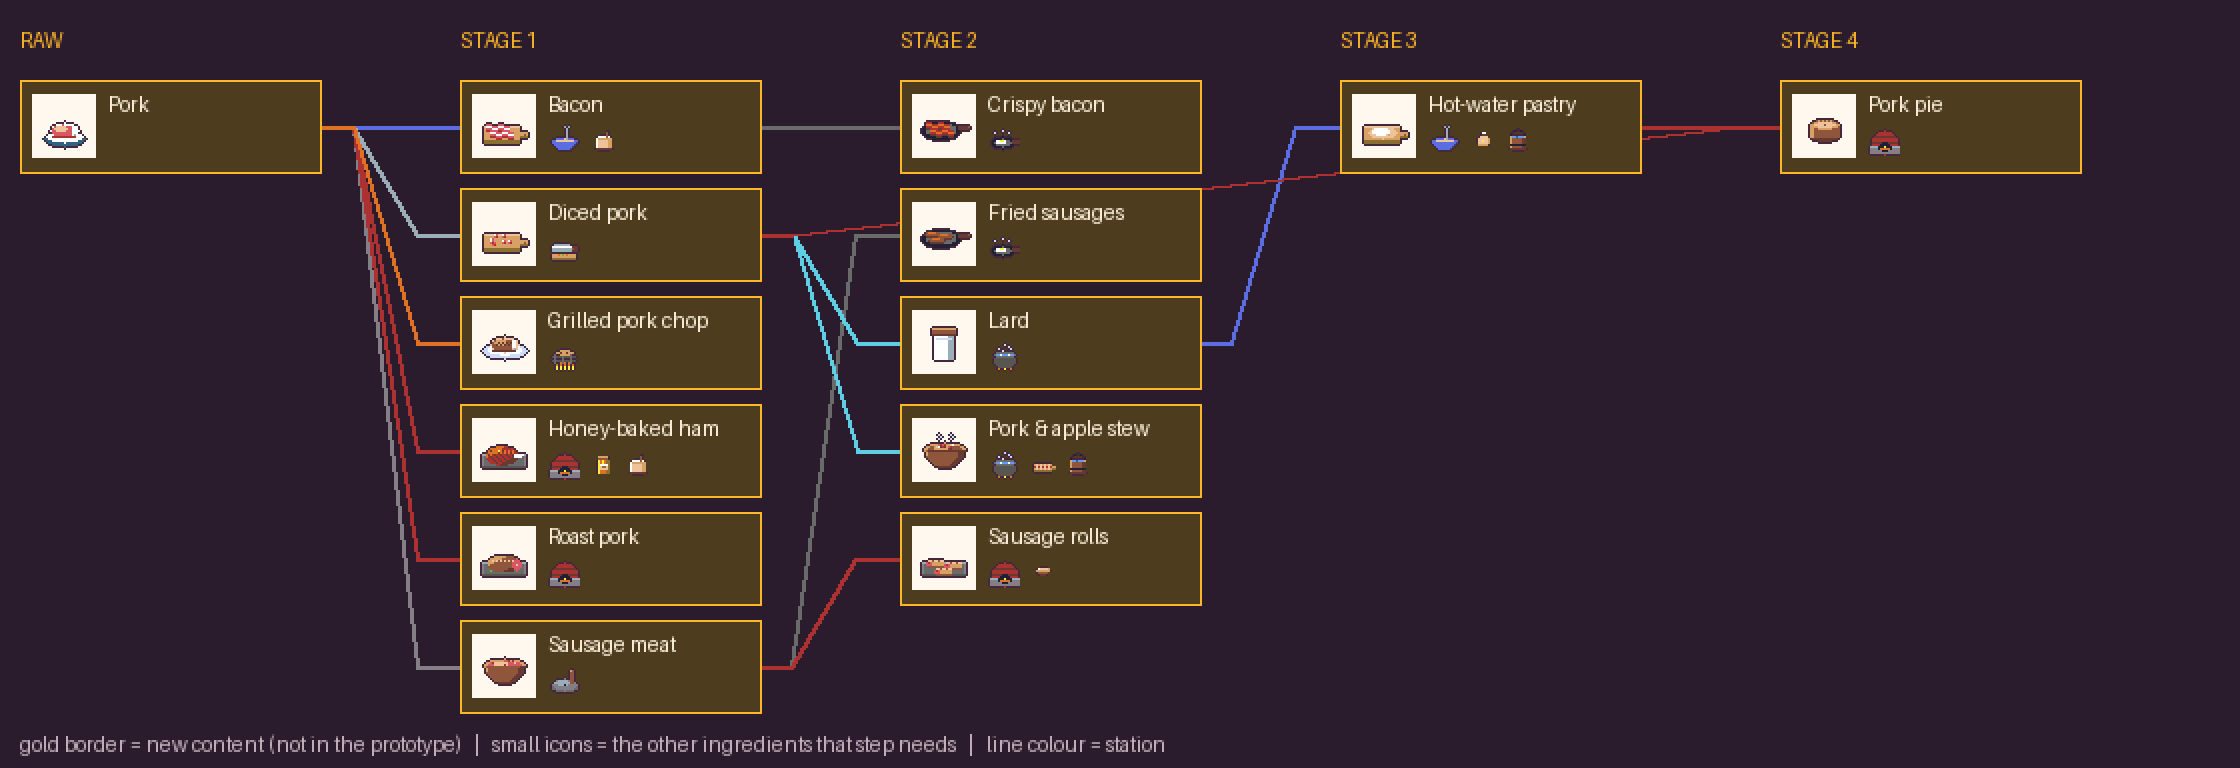 RAW
STAGE 1
STAGE 2
STAGE 3
STAGE 4
Pork
Bacon
Crispy bacon
Hot-water pastry
Pork pie
Diced pork
Fried sausages
Grilled pork chop
Lard
Honey-baked ham
Pork & apple stew
Roast pork
Sausage rolls
Sausage meat
gold border = new content (not in the prototype) | small icons = the other ingredients that step needs | line colour = station